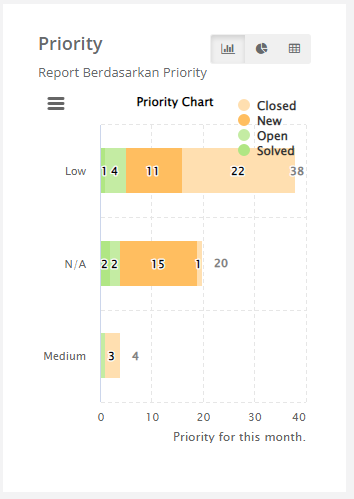 Priority
Report Berdasarkan Priority
Priority Chart
Closed
New
Open
Solved
Low 1 4 11 22 38
N/A 2 2 15 1 20
Medium 3 4
0 10 20 30 40
Priority for this month.